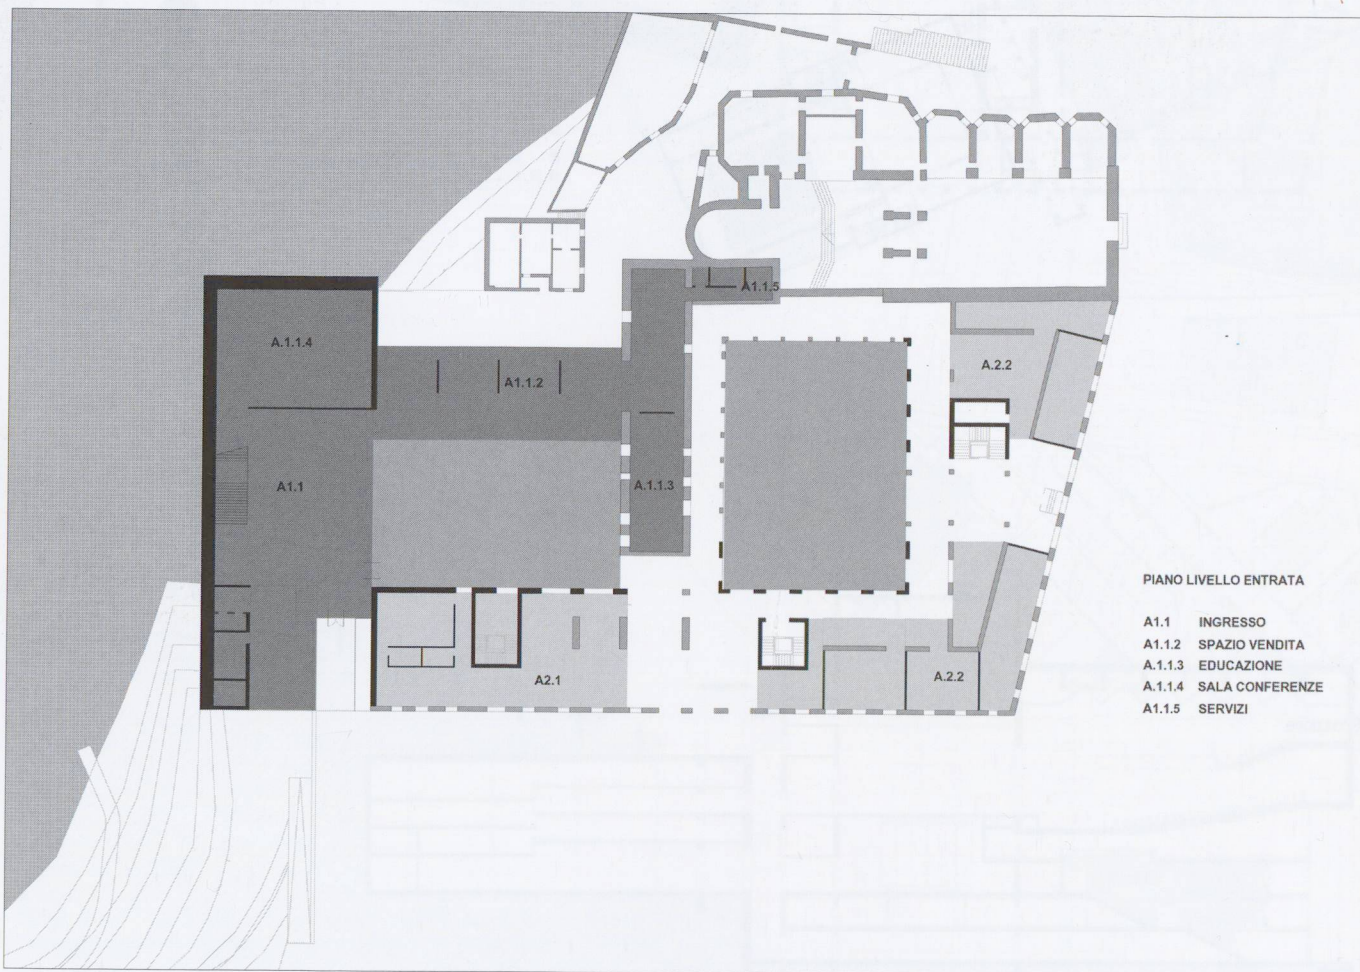 A.1.1.4
A1.1.2
A1.1.5
A.2.2
A1.1
A.1.1.3
A2.1
A.2.2
PIANO LIVELLO ENTRATA
A1.1 INGRESSO
A1.1.2 SPAZIO VENDITA
A.1.1.3 EDUCAZIONE
A.1.1.4 SALA CONFERENZE
A1.1.5 SERVIZI